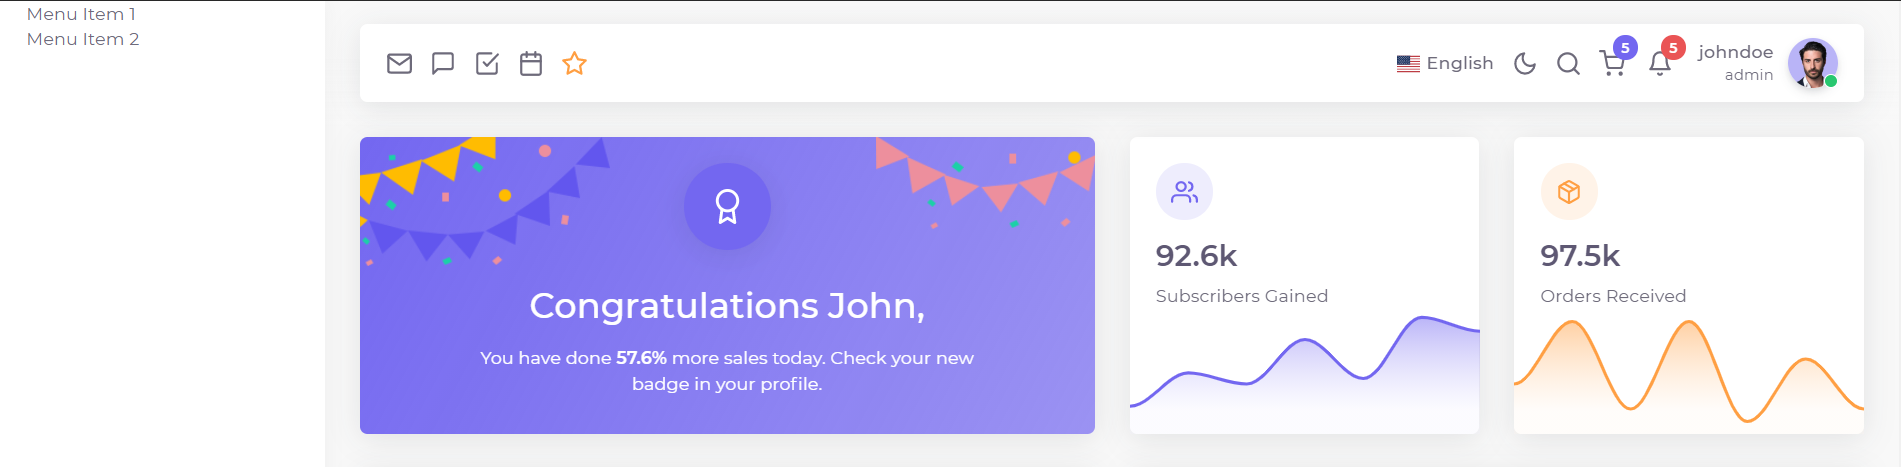 Menu Item 1
Menu Item 2
English
5
5
johndoe
admin
Congratulations John,
You have done 57.6% more sales today. Check your new
badge in your profile.
92.6k
Subscribers Gained
97.5k
Orders Received